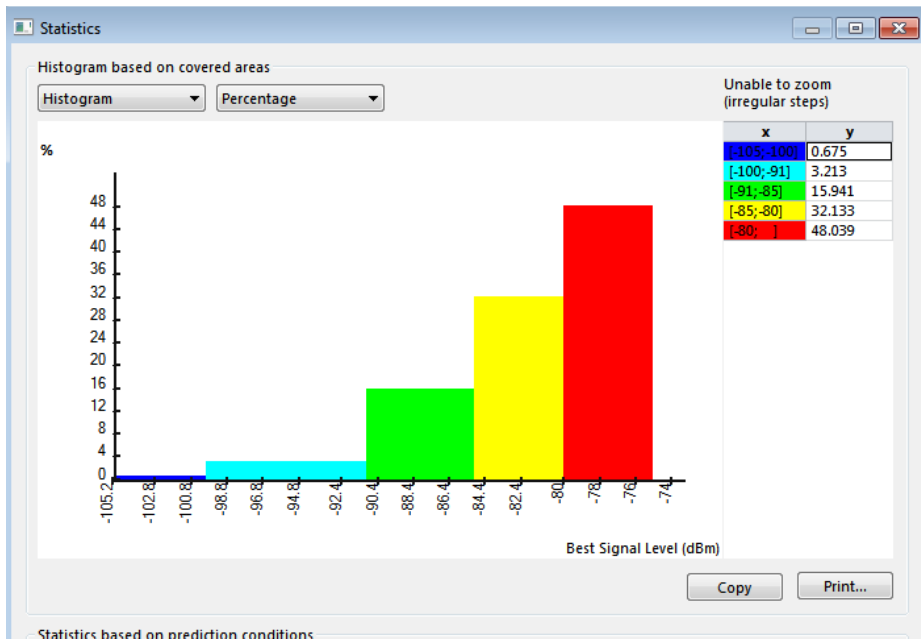 Statistics
Histogram based on covered areas
Histogram Percentage
Unable to zoom
(irregular steps)
x y
[-105;-100] 0.675
[-100;-91] 3.213
[-91;-85] 15.941
[-85;-80] 32.133
[-80; ] 48.039
%
48
44
40
36
32
28
24
20
16
12
8
4
0
-105.2 -102.8 -100.8 -98.8 -96.8 -94.8 -92.4 -90.4 -88.4 -86.4 -84.4 -82.4 -80 -78 -76 -74
Best Signal Level (dBm)
Copy Print...
Statistics based on prediction conditions